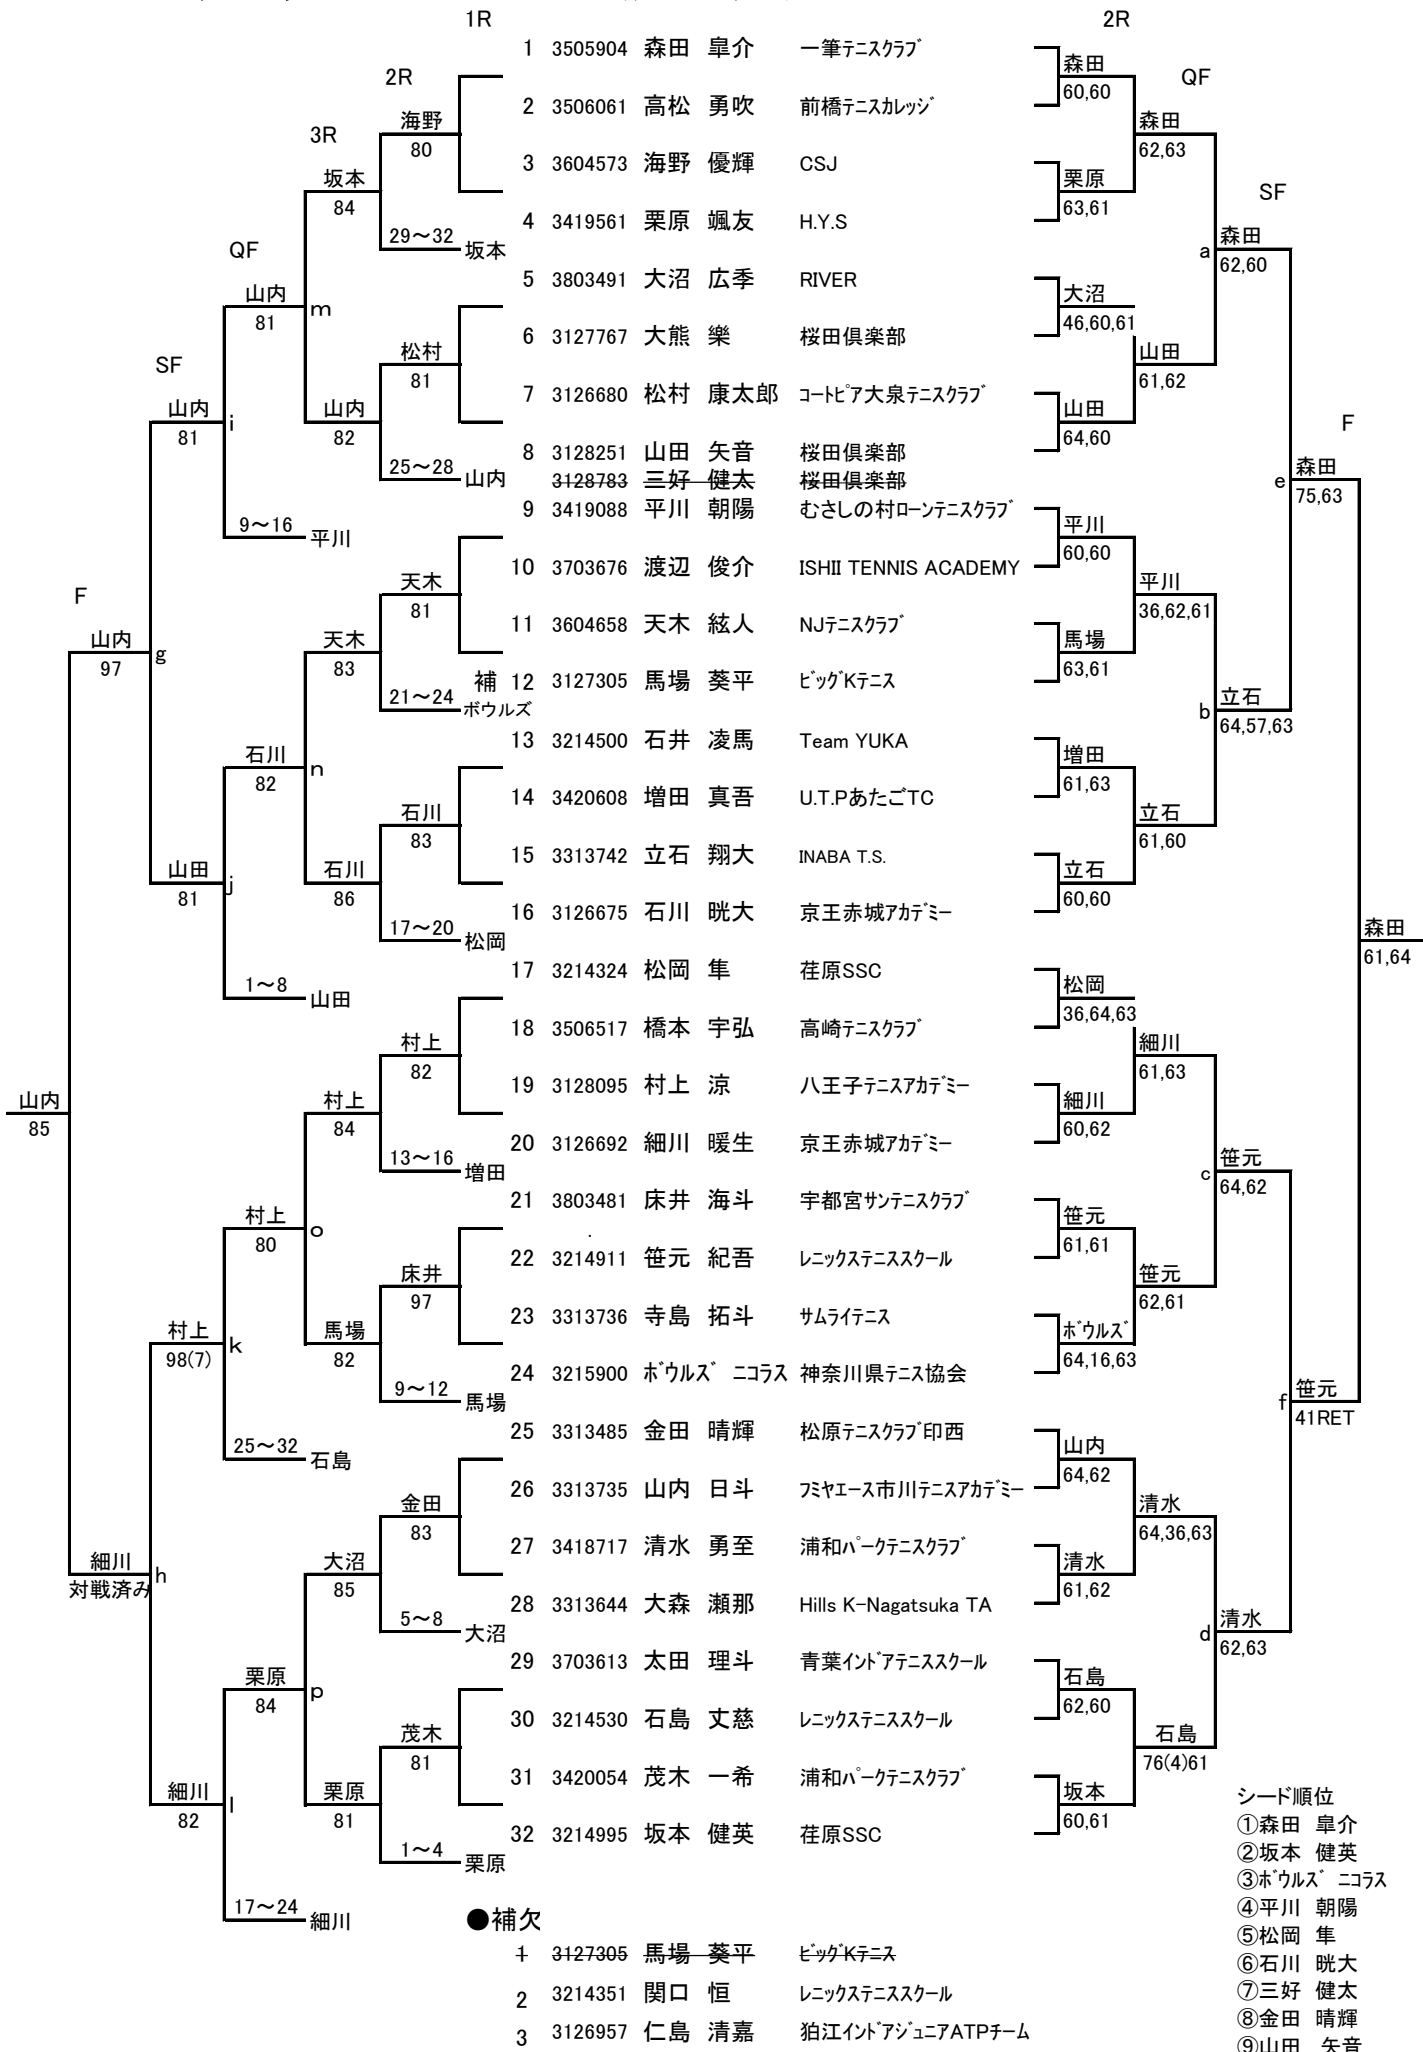 1R
2R
1 3505904 森田 皐介 一筆ﾃﾆｽｸﾗﾌﾞ
森田
2R
QF
60,60
2 3506061 高松 勇吹 前橋ﾃﾆｽｶﾚｯｼﾞ
海野
森田
3R
80
62,63
3 3604573 海野 優輝 CSJ
坂本
栗原
84
63,61
SF
4 3419561 栗原 颯友 H.Y.S
29～32
坂本
QF
森田
a
62,60
5 3803491 大沼 広季 RIVER
山内
m
81
大沼
46,60,61
6 3127767 大熊 樂 桜田倶楽部
松村
山田
SF
81
61,62
7 3126680 松村 康太郎 ｺｰﾄﾋﾟｱ大泉ﾃﾆｽｸﾗﾌﾞ
山内
i
山内
山田
F
81
82
64,60
8 3128251 山田 矢音 桜田倶楽部
25～28
山内
3128783 三好 健太 桜田倶楽部
森田
e
75,63
9 3419088 平川 朝陽 むさしの村ﾛｰﾝﾃﾆｽｸﾗﾌﾞ
9～16
平川
平川
60,60
10 3703676 渡辺 俊介 ISHII TENNIS ACADEMY
天木
平川
F
81
36,62,61
11 3604658 天木 絃人 NJﾃﾆｽｸﾗﾌﾞ
山内
g
天木
馬場
97
83
63,61
補 12 3127305 馬場 葵平 ﾋﾞｯｸﾞKﾃﾆｽ
21～24
ボウルズ
立石
b
64,57,63
13 3214500 石井 凌馬 Team YUKA
石川
n
増田
82
61,63
14 3420608 増田 真吾 U.T.PあたごTC
石川
立石
83
61,60
15 3313742 立石 翔大 INABA T.S.
山田
j
石川
立石
81
86
60,60
16 3126675 石川 晄大 京王赤城ｱｶﾃﾞﾐｰ
17～20
松岡
森田
61,64
17 3214324 松岡 隼 荏原SSC
1～8
山田
松岡
36,64,63
18 3506517 橋本 宇弘 高崎ﾃﾆｽｸﾗﾌﾞ
村上
細川
82
61,63
19 3128095 村上 涼 八王子ﾃﾆｽｱｶﾃﾞﾐｰ
山内
村上
細川
85
84
60,62
20 3126692 細川 暖生 京王赤城ｱｶﾃﾞﾐｰ
13～16
増田
笹元
c
64,62
21 3803481 床井 海斗 宇都宮ｻﾝﾃﾆｽｸﾗﾌﾞ
村上
o
笹元
80
61,61
22 3214911 笹元 紀吾 ﾚﾆｯｸｽﾃﾆｽｽｸｰﾙ
床井
笹元
97
62,61
23 3313736 寺島 拓斗 ｻﾑﾗｲﾃﾆｽ
村上
k
馬場
ﾎﾞｳﾙｽﾞ
98(7)
82
64,16,63
24 3215900 ﾎﾞｳﾙｽﾞ ﾆｺﾗｽ 神奈川県ﾃﾆｽ協会
9～12
馬場
笹元
f
41RET
25 3313485 金田 晴輝 松原ﾃﾆｽｸﾗﾌﾞ印西
25～32
石島
山内
64,62
26 3313735 山内 日斗 ﾌﾐﾔｴｰｽ市川ﾃﾆｽｱｶﾃﾞﾐｰ
金田
清水
83
64,36,63
27 3418717 清水 勇至 浦和ﾊﾟｰｸﾃﾆｽｸﾗﾌﾞ
細川
h
大沼
清水
対戦済み
85
61,62
28 3313644 大森 瀬那 Hills K-Nagatsuka TA
5～8
大沼
清水
d
62,63
29 3703613 太田 理斗 青葉ｲﾝﾄﾞｱﾃﾆｽｽｸｰﾙ
栗原
p
石島
84
62,60
30 3214530 石島 丈慈 ﾚﾆｯｸｽﾃﾆｽｽｸｰﾙ
茂木
石島
81
76(4)61
31 3420054 茂木 一希 浦和ﾊﾟｰｸﾃﾆｽｸﾗﾌﾞ
細川
l
栗原
坂本
82
81
60,61
32 3214995 坂本 健英 荏原SSC
1～4
栗原
17～24
細川
シード順位
①森田 皐介
②坂本 健英
③ﾎﾞｳﾙｽﾞ ﾆｺﾗｽ
④平川 朝陽
⑤松岡 隼
⑥石川 晄大
⑦三好 健太
⑧金田 晴輝
⑨山田 矢音
●補欠
1 3127305 馬場 葵平 ﾋﾞｯｸﾞKﾃﾆｽ
2 3214351 関口 恒 ﾚﾆｯｸｽﾃﾆｽｽｸｰﾙ
3 3126957 仁島 清嘉 狛江ｲﾝﾄﾞｱｼﾞｭﾆｱATPﾁｰﾑ